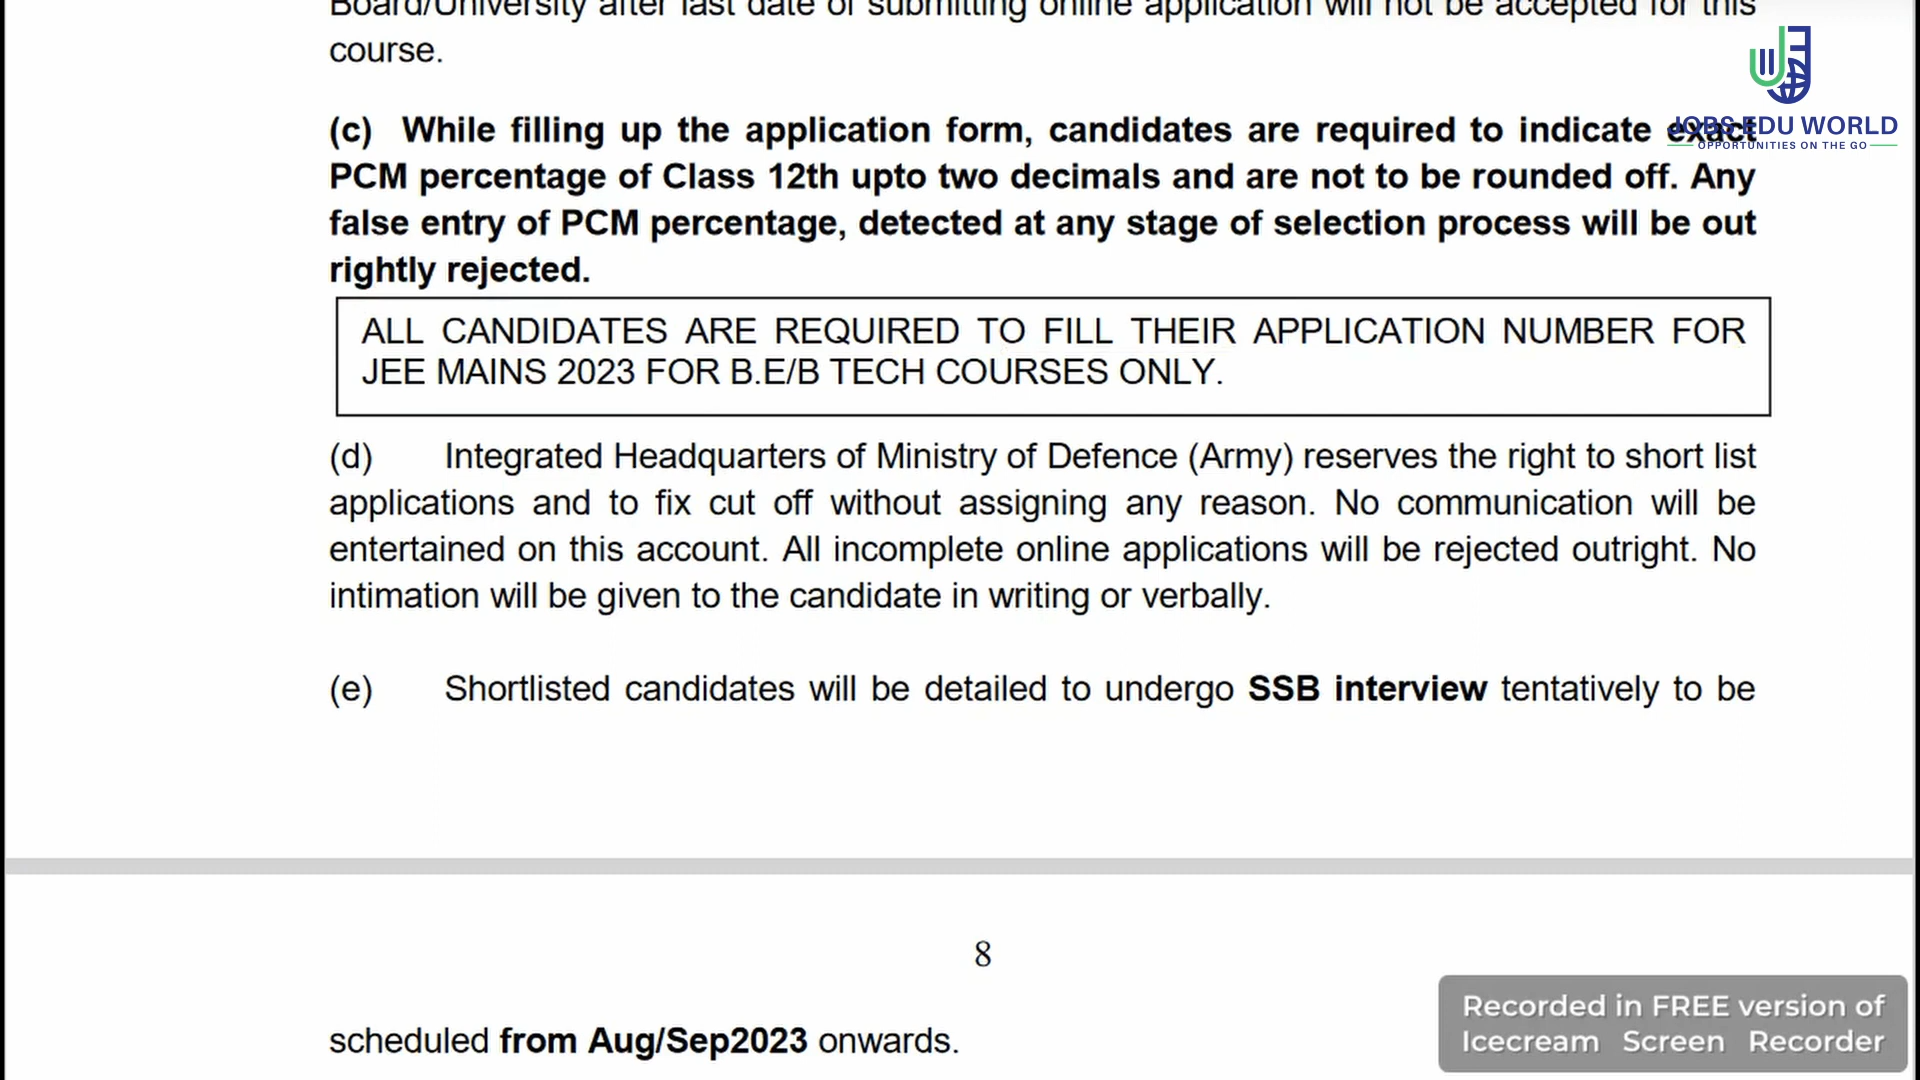 Board/University after last date of submitting online application will not be accepted for this
course.
(c) While filling up the application form, candidates are required to indicate exact
PCM percentage of Class 12th upto two decimals and are not to be rounded off. Any
false entry of PCM percentage, detected at any stage of selection process will be out
rightly rejected.
ALL CANDIDATES ARE REQUIRED TO FILL THEIR APPLICATION NUMBER FOR
JEE MAINS 2023 FOR B.E/B TECH COURSES ONLY.
(d) Integrated Headquarters of Ministry of Defence (Army) reserves the right to short list
applications and to fix cut off without assigning any reason. No communication will be
entertained on this account. All incomplete online applications will be rejected outright. No
intimation will be given to the candidate in writing or verbally.
(e) Shortlisted candidates will be detailed to undergo SSB interview tentatively to be
8
scheduled from Aug/Sep2023 onwards.
JOBS EDU WORLD
OPPORTUNITIES ON THE GO
Recorded in FREE version of
Icecream Screen Recorder